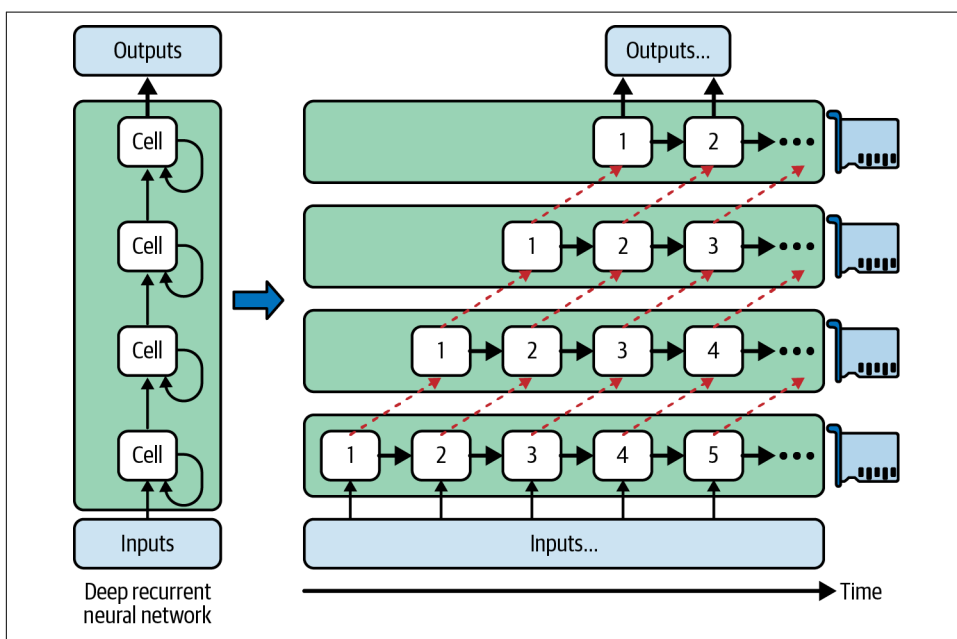 Outputs
Cell
Cell
Cell
Cell
Inputs
Deep recurrent
neural network
Outputs...
1 2
1 2 3
1 2 3 4
1 2 3 4 5
Inputs...
Time